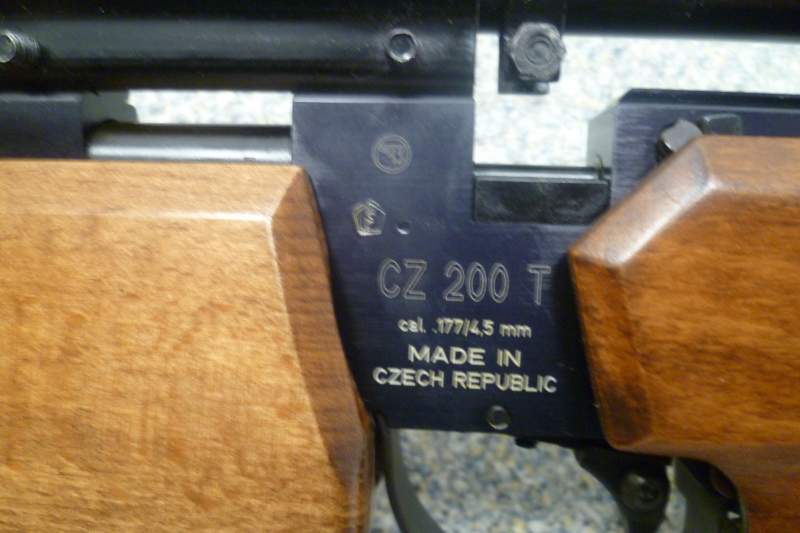 F
CZ 200 T
cal. .177/4,5 mm
MADE IN
CZECH REPUBLIC